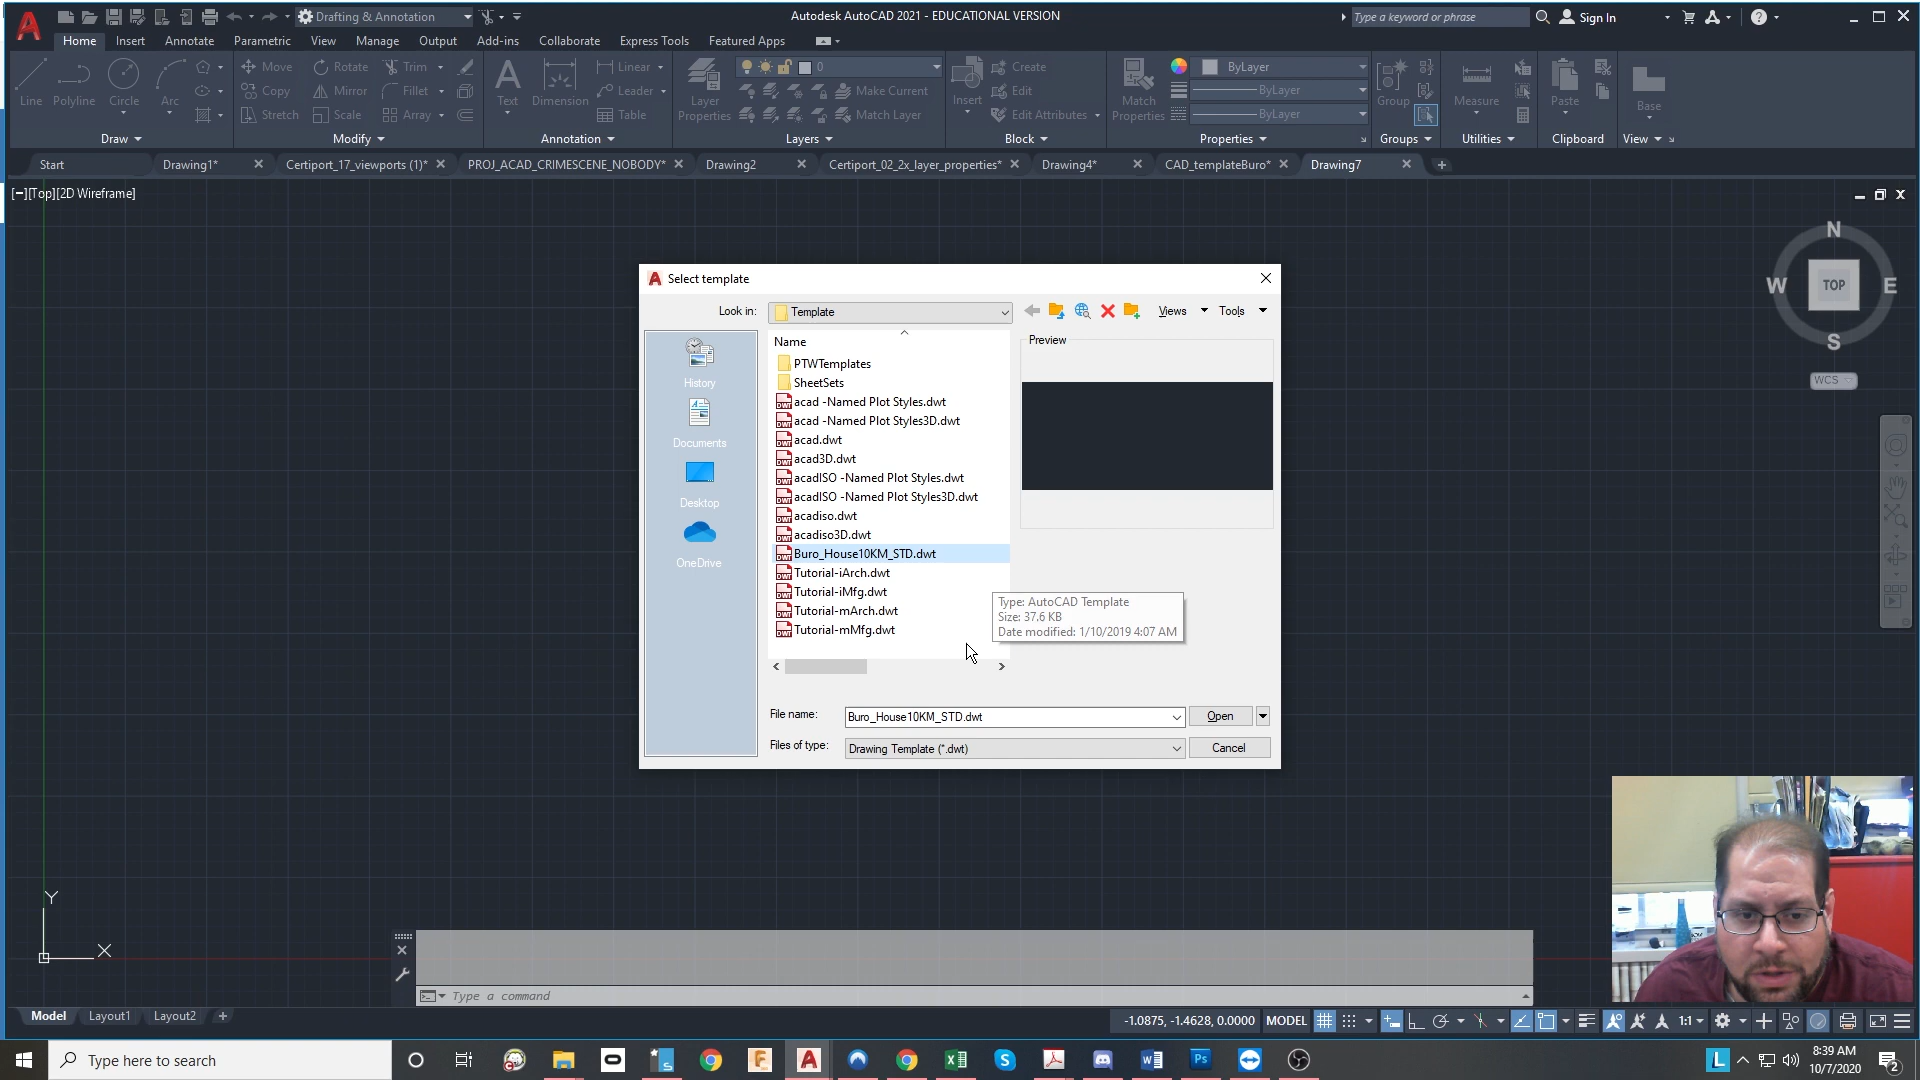 Drafting & Annotation
Autodesk AutoCAD 2021 - EDUCATIONAL VERSION
Type a keyword or phrase
Sign In
Home Insert Annotate Parametric View Manage Output Add-ins Collaborate Express Tools Featured Apps
Line Polyline Circle Arc
Move Rotate Trim
Copy Mirror Fillet
Stretch Scale Array
Text Dimension
Linear
Leader
Table
Layer Properties
0
Make Current
Match Layer
Insert
Create
Edit
Edit Attributes
Match Properties
ByLayer
ByLayer
ByLayer
Group
Measure
Paste
Base
Draw Modify Annotation Layers Block Properties Groups Utilities Clipboard View
Start Drawing1* Certiport_17_viewports (1)* PROJ_ACAD_CRIMESCENE_NOBODY* Drawing2 Certiport_02_2x_layer_properties* Drawing4* CAD_templateBuro* Drawing7
[−][Top][2D Wireframe]
N
W TOP E
S
WCS
Select template
Look in: Template Views Tools
History
Documents
Desktop
OneDrive
Name
PTWTemplates
SheetSets
acad -Named Plot Styles.dwt
acad -Named Plot Styles3D.dwt
acad.dwt
acad3D.dwt
acadISO -Named Plot Styles.dwt
acadISO -Named Plot Styles3D.dwt
acadiso.dwt
acadiso3D.dwt
Buro_House10KM_STD.dwt
Tutorial-iArch.dwt
Tutorial-iMfg.dwt
Tutorial-mArch.dwt
Tutorial-mMfg.dwt
Preview
Type: AutoCAD Template
Size: 37.6 KB
Date modified: 1/10/2019 4:07 AM
File name: Buro_House10KM_STD.dwt Open
Files of type: Drawing Template (*.dwt) Cancel
Y
X
Type a command
Model Layout1 Layout2
-1.0875, -1.4628, 0.0000 MODEL 1:1
Type here to search
8:39 AM
10/7/2020
2